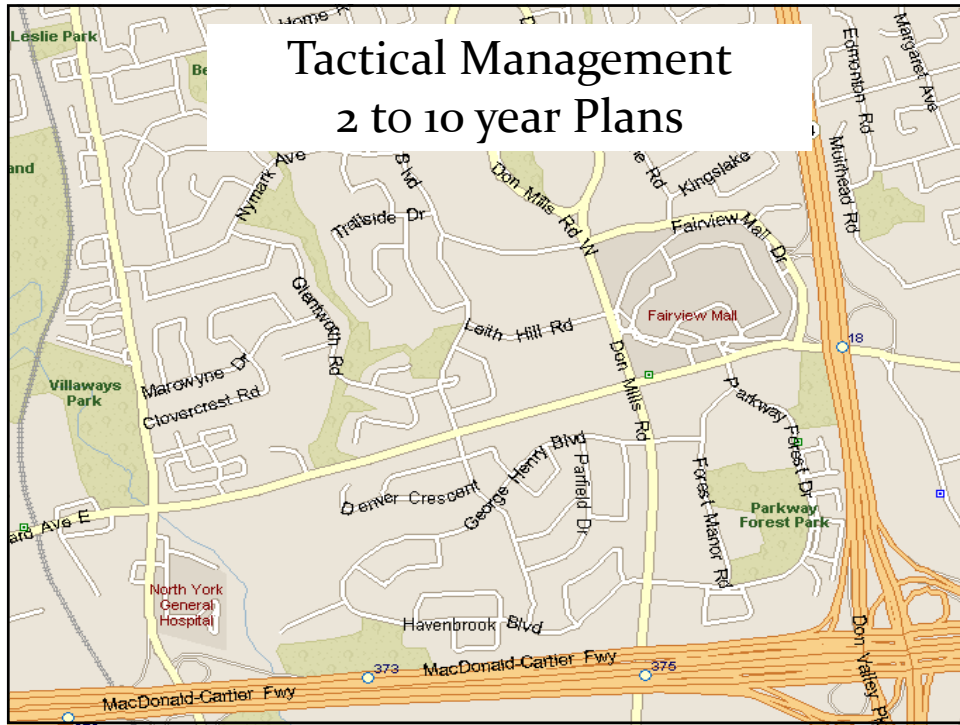 Tactical Management
2 to 10 year Plans
Leslie Park
Home
Be
Edmonton Rd
Margaret Ave
and
Nymark Ave
Blvd
Don Mills Rd W
Kingslake
Muirhead Rd
Trailside Dr
Fairview Mall Dr
Glentworth Rd
Fairview Mall
Leith Hill Rd
18
Don Mills Rd
Villaways
Park
Marowyne Dr
Clovercrest Rd
Parkway Forest Dr
George Henry Blvd
Parfield Dr
Forest Manor Rd
Denver Crescent
Parkway
Forest Park
ard Ave E
North York
General
Hospital
Havenbrook Blvd
Don Valley P
373
MacDonald-Cartier Fwy
375
MacDonald-Cartier Fwy